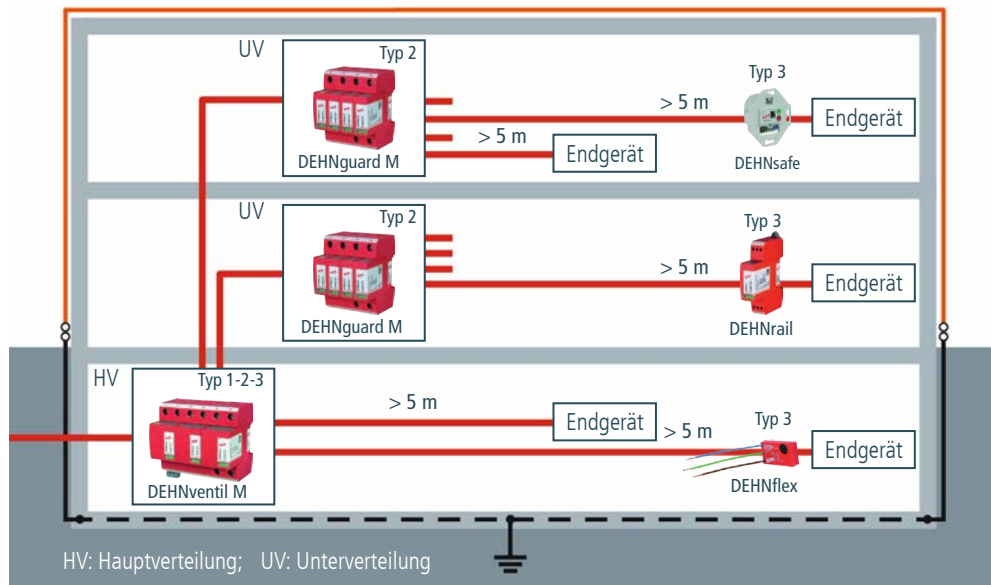 UV
Typ 2
DEHNguard M
> 5 m
> 5 m
Endgerät
Typ 3
DEHNsafe
Endgerät
UV
Typ 2
DEHNguard M
> 5 m
Typ 3
DEHNrail
Endgerät
HV
Typ 1-2-3
DEHNventil M
> 5 m
Endgerät
> 5 m
Typ 3
DEHNflex
Endgerät
HV: Hauptverteilung; UV: Unterverteilung